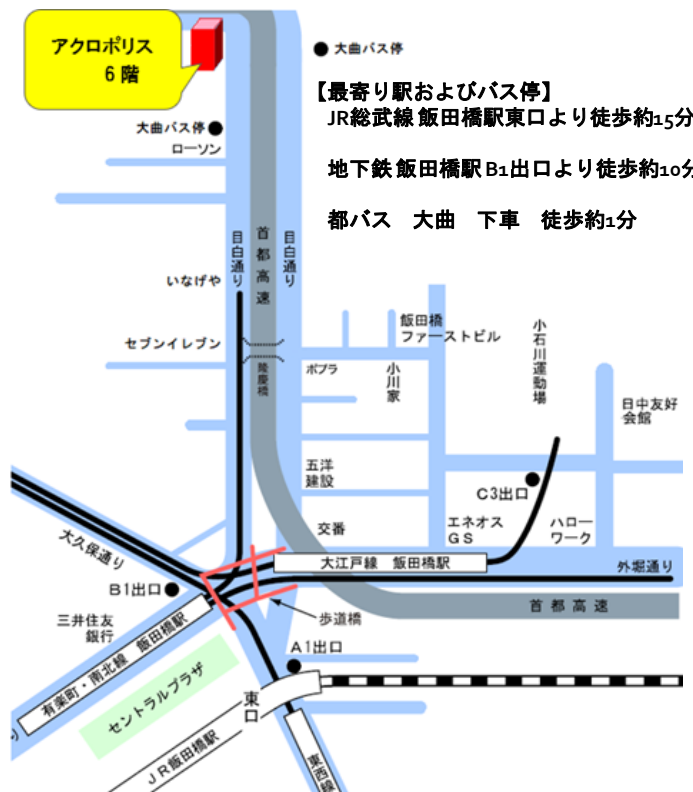 アクロポリス
6階
大曲バス停
【最寄り駅およびバス停】
JR総武線 飯田橋駅東口より徒歩約15分
地下鉄 飯田橋駅 B1出口より徒歩約10分
都バス 大曲 下車 徒歩約1分
大曲バス停
ローソン
目白通り
首都高速
目白通り
いなげや
セブンイレブン
隆慶橋
ポプラ
小川家
飯田橋
ファーストビル
小石川運動場
日中友好
会館
五洋
建設
C3出口
交番
エネオス
GS
ハロー
ワーク
大久保通り
大江戸線 飯田橋駅
外堀通り
B1出口
歩道橋
首都高速
三井住友
銀行
有楽町・南北線 飯田橋駅
A1出口
セントラルプラザ
東口
JR飯田橋駅
東西線
り